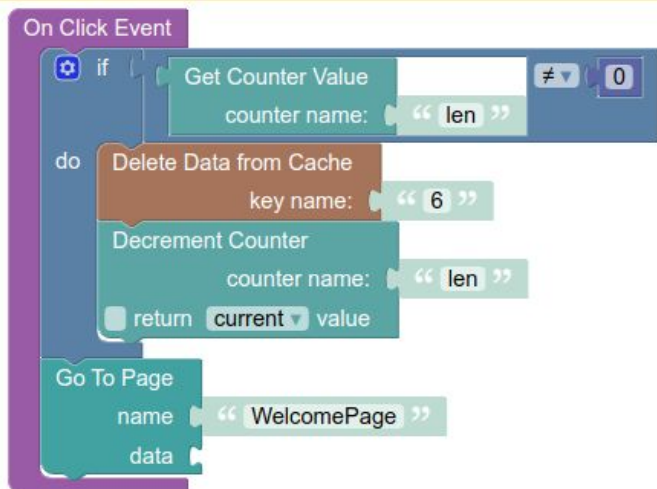 On Click Event
if Get Counter Value ≠ 0
counter name: “ len ”
do Delete Data from Cache
key name: “ 6 ”
Decrement Counter
counter name: “ len ”
return current value
Go To Page
name “ WelcomePage ”
data